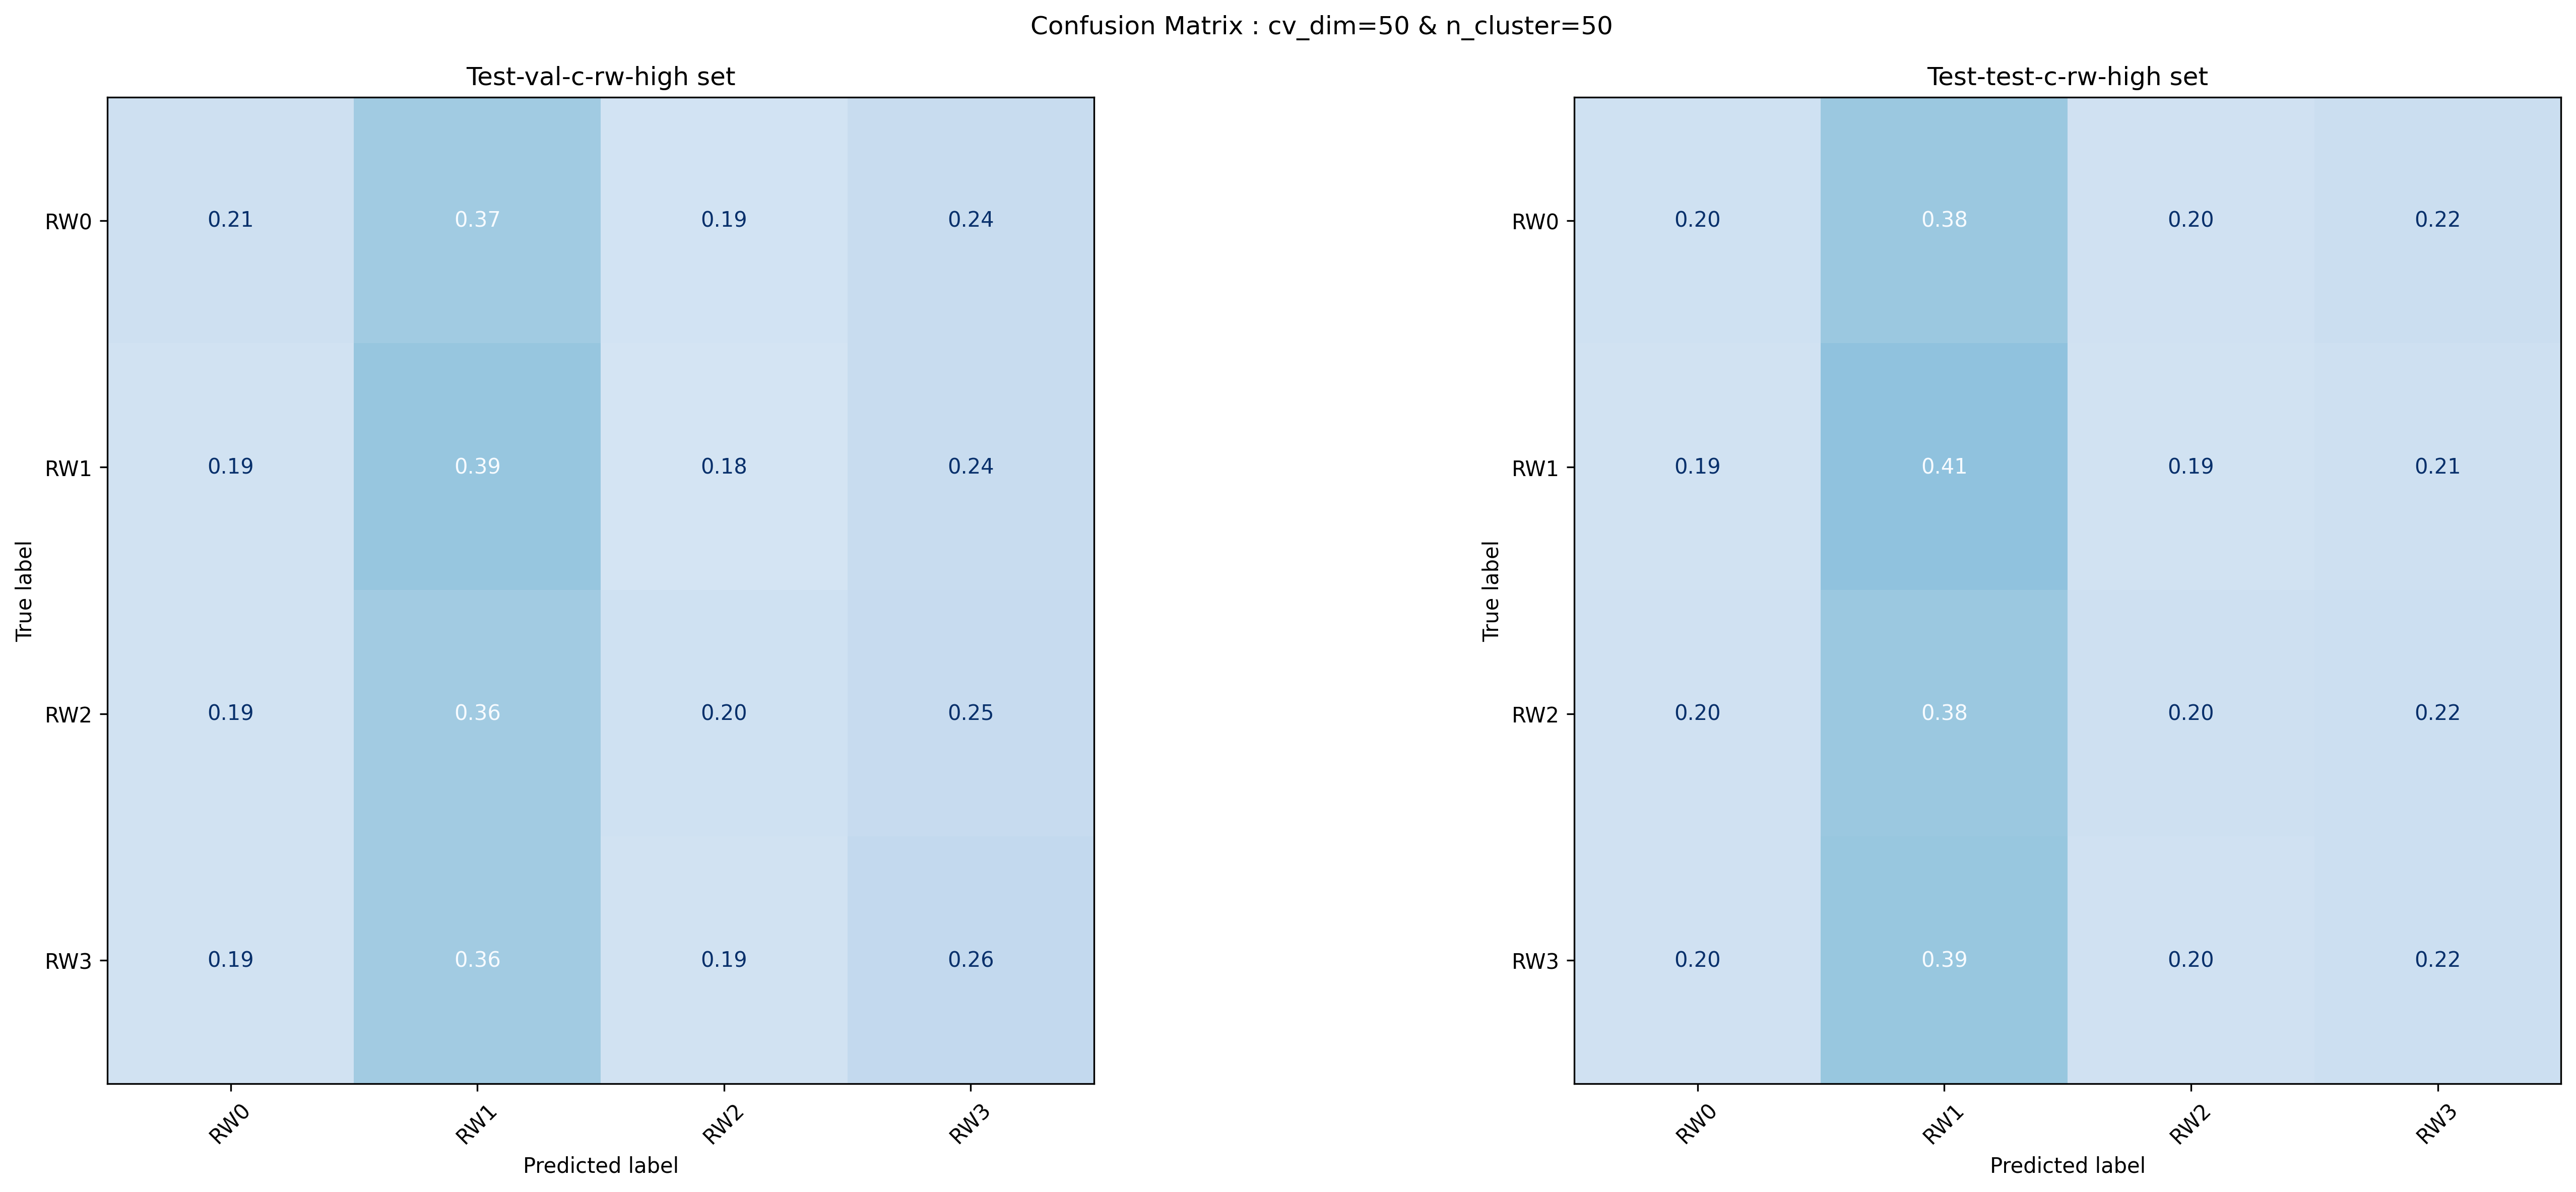 Confusion Matrix : cv_dim=50 & n_cluster=50
Test-val-c-rw-high set
True label
RW0 0.21 0.37 0.19 0.24
RW1 0.19 0.39 0.18 0.24
RW2 0.19 0.36 0.20 0.25
RW3 0.19 0.36 0.19 0.26
RW0 RW1 RW2 RW3
Predicted label
Test-test-c-rw-high set
True label
RW0 0.20 0.38 0.20 0.22
RW1 0.19 0.41 0.19 0.21
RW2 0.20 0.38 0.20 0.22
RW3 0.20 0.39 0.20 0.22
RW0 RW1 RW2 RW3
Predicted label